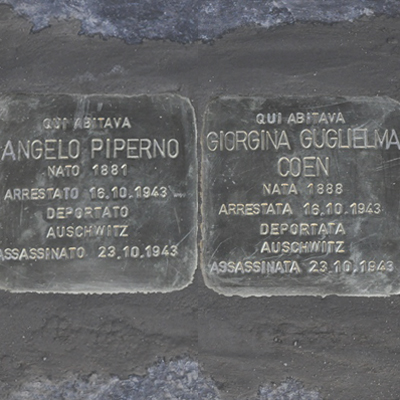 QUI ABITAVA
ANGELO PIPERNO
NATO 1881
ARRESTATO 16.10.1943
DEPORTATO
AUSCHWITZ
ASSASSINATO 23.10.1943
QUI ABITAVA
GIORGINA GUGLIELMA
COEN
NATA 1888
ARRESTATA 16.10.1943
DEPORTATA
AUSCHWITZ
ASSASSINATA 23.10.1943